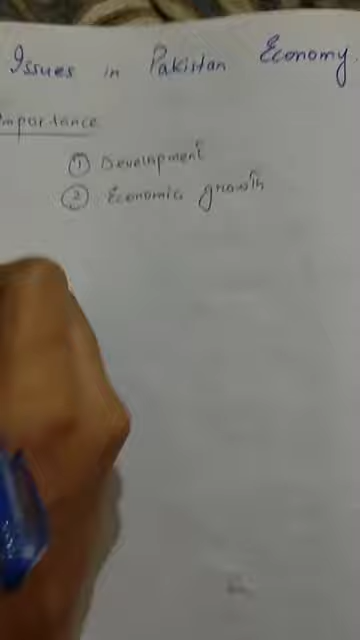 Issues in Pakistan Economy.
Importance
① Development
② Economic growth